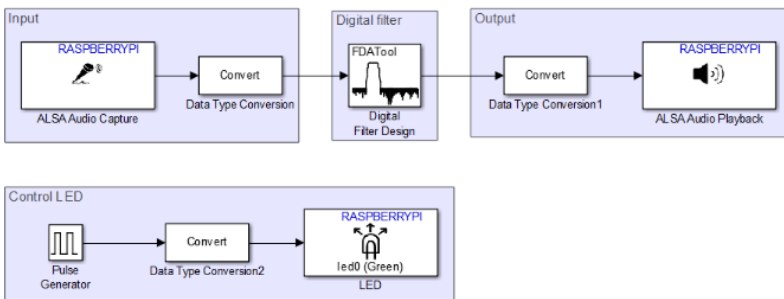 Input
RASPBERRYPI
ALSA Audio Capture
Convert
Data Type Conversion
Digital filter
FDATool
Digital
Filter Design
Output
Convert
Data Type Conversion1
RASPBERRYPI
ALSA Audio Playback
Control LED
Pulse
Generator
Convert
Data Type Conversion2
RASPBERRYPI
led0 (Green)
LED